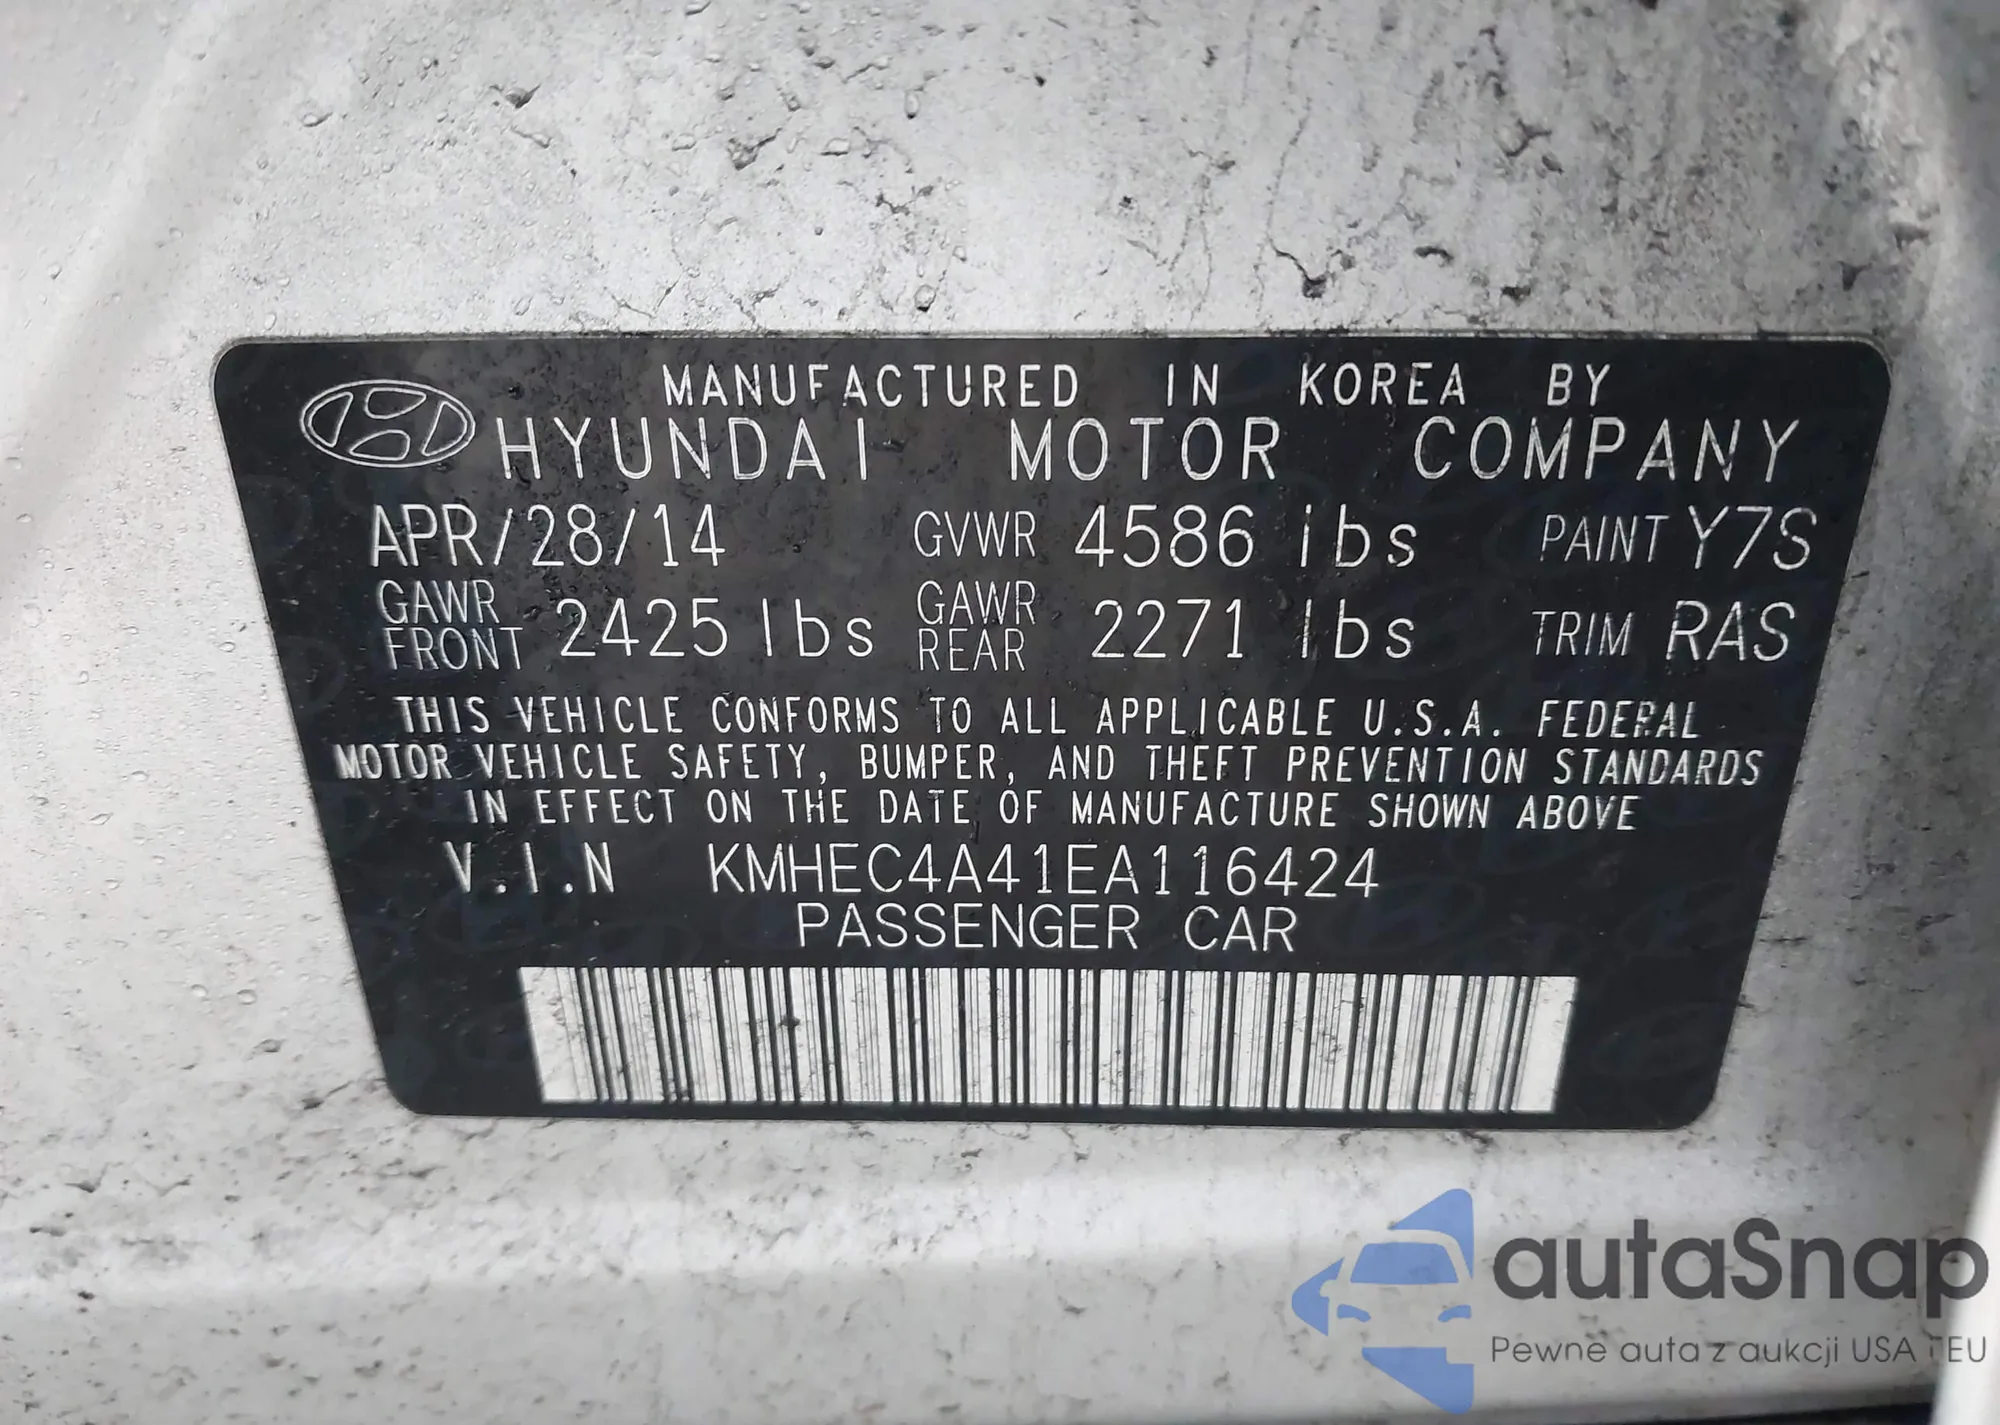 MANUFACTURED IN KOREA BY
HYUNDAI MOTOR COMPANY
APR/28/14 GVWR 4586 lbs PAINT Y7S
GAWR FRONT 2425 lbs GAWR REAR 2271 lbs TRIM RAS
THIS VEHICLE CONFORMS TO ALL APPLICABLE U.S.A. FEDERAL
MOTOR VEHICLE SAFETY, BUMPER, AND THEFT PREVENTION STANDARDS
IN EFFECT ON THE DATE OF MANUFACTURE SHOWN ABOVE
V.I.N KMHEC4A41EA116424
PASSENGER CAR
autaSnap
Pewne auta z aukcji USA i EU